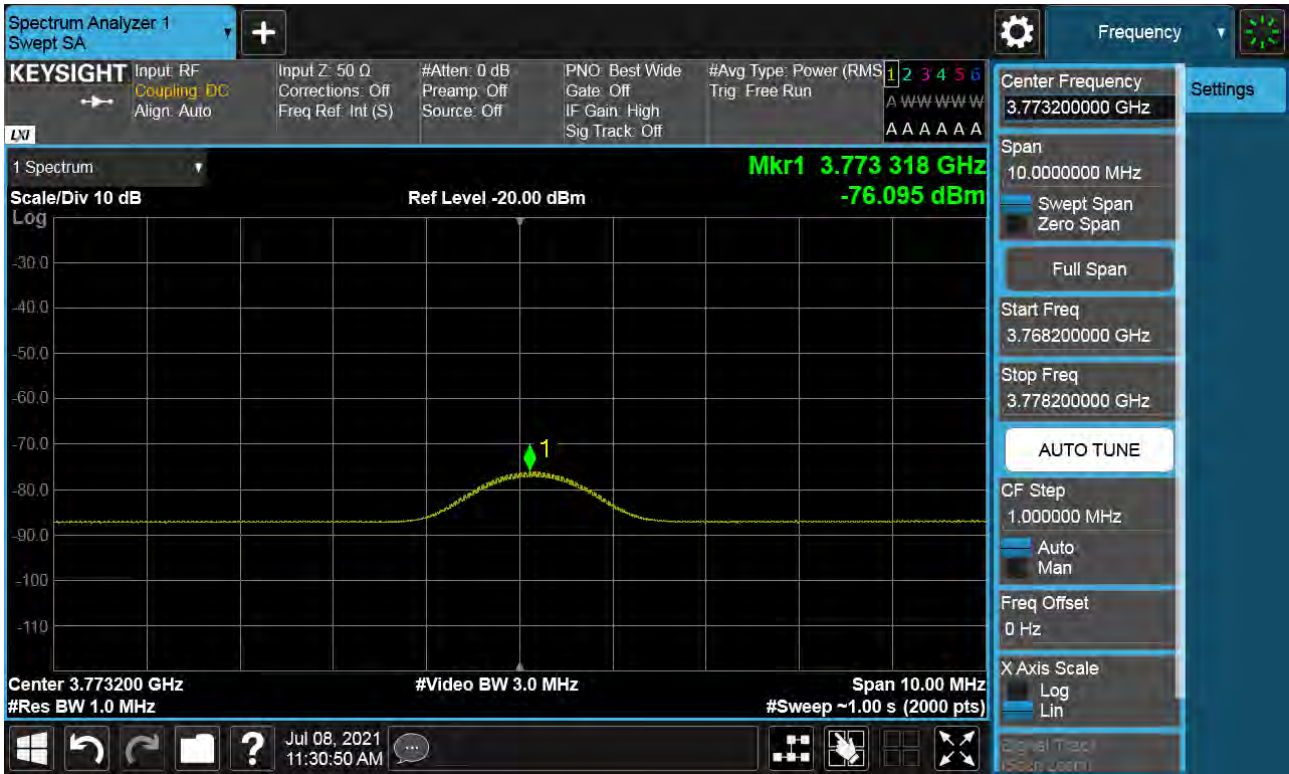 Spectrum Analyzer 1
Swept SA
+
Frequency
KEYSIGHT
LXI
Input: RF
Coupling: DC
Align: Auto
Input Z: 50 Ω
Corrections: Off
Freq Ref: Int (S)
#Atten: 0 dB
Preamp: Off
Source: Off
PNO: Best Wide
Gate: Off
IF Gain: High
Sig Track: Off
#Avg Type: Power (RMS
Trig: Free Run
1 2 3 4 5 6
A W W W W W
A A A A A A
1 Spectrum
Scale/Div 10 dB
Ref Level -20.00 dBm
Mkr1 3.773 318 GHz
-76.095 dBm
Log
-30.0
-40.0
-50.0
-60.0
-70.0
-80.0
-90.0
-100
-110
1
Center 3.773200 GHz
#Video BW 3.0 MHz
Span 10.00 MHz
#Res BW 1.0 MHz
#Sweep ~1.00 s (2000 pts)
Center Frequency
3.773200000 GHz
Span
10.0000000 MHz
Swept Span
Zero Span
Full Span
Start Freq
3.768200000 GHz
Stop Freq
3.778200000 GHz
AUTO TUNE
CF Step
1.000000 MHz
Auto
Man
Freq Offset
0 Hz
X Axis Scale
Log
Lin
Signal Track
(Span Zoom)
Settings
?
Jul 08, 2021
11:30:50 AM